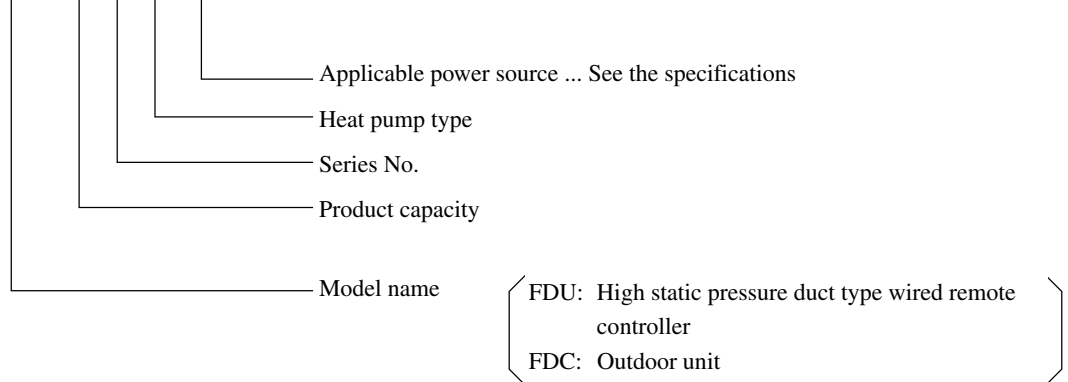 Applicable power source ... See the specifications
Heat pump type
Series No.
Product capacity
Model name
FDU: High static pressure duct type wired remote
controller
FDC: Outdoor unit